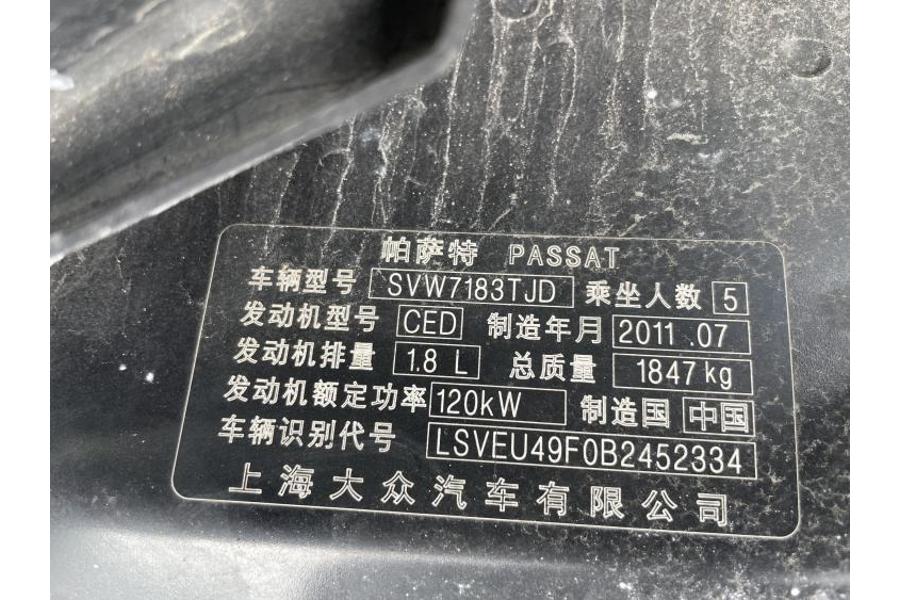 帕萨特 PASSAT
车辆型号 SVW7183TJD 乘坐人数 5
发动机型号 CED 制造年月 2011.07
发动机排量 1.8 L 总质量 1847kg
发动机额定功率 120kW 制造国 中国
车辆识别代号 LSVEU49F0B2452334
上海大众汽车有限公司